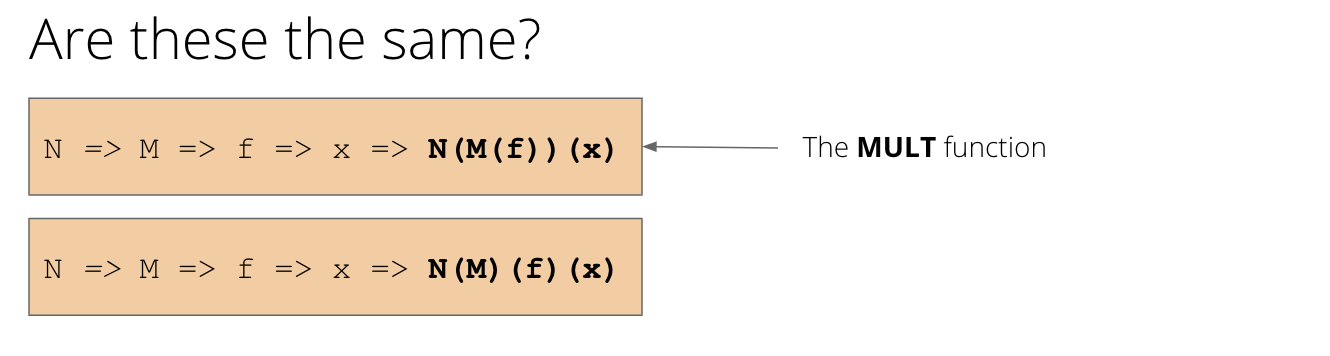 Are these the same?
N => M => f => x => N(M(f))(x)
The MULT function
N => M => f => x => N(M)(f)(x)